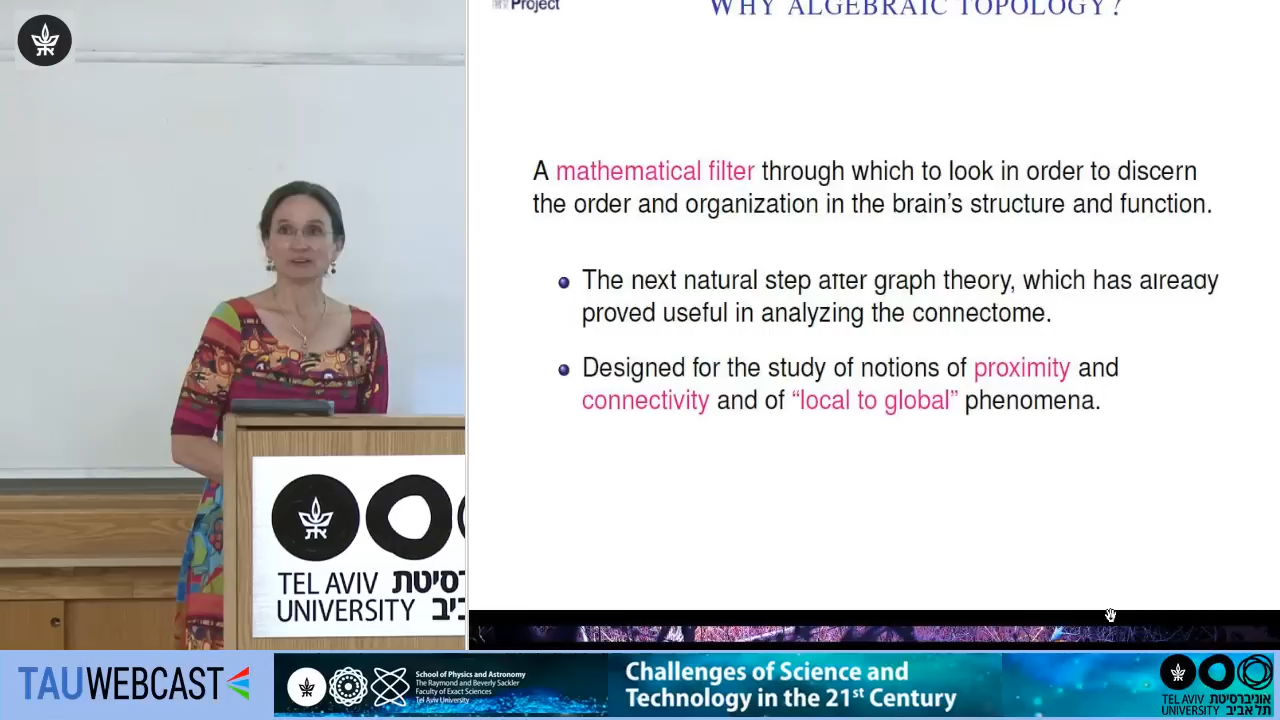 Project
WHY ALGEBRAIC TOPOLOGY?
A mathematical filter through which to look in order to discern
the order and organization in the brain's structure and function.
The next natural step after graph theory, which has already
proved useful in analyzing the connectome.
Designed for the study of notions of proximity and
connectivity and of “local to global” phenomena.
TEL AVIV
UNIVERSITY
אוניברסיטת
תל אביב
TAUWEBCAST
School of Physics and Astronomy
The Raymond and Beverly Sackler
Faculty of Exact Sciences
Tel Aviv University
Challenges of Science and
Technology in the 21st Century
TEL AVIV אוניברסיטת
UNIVERSITY תל אביב